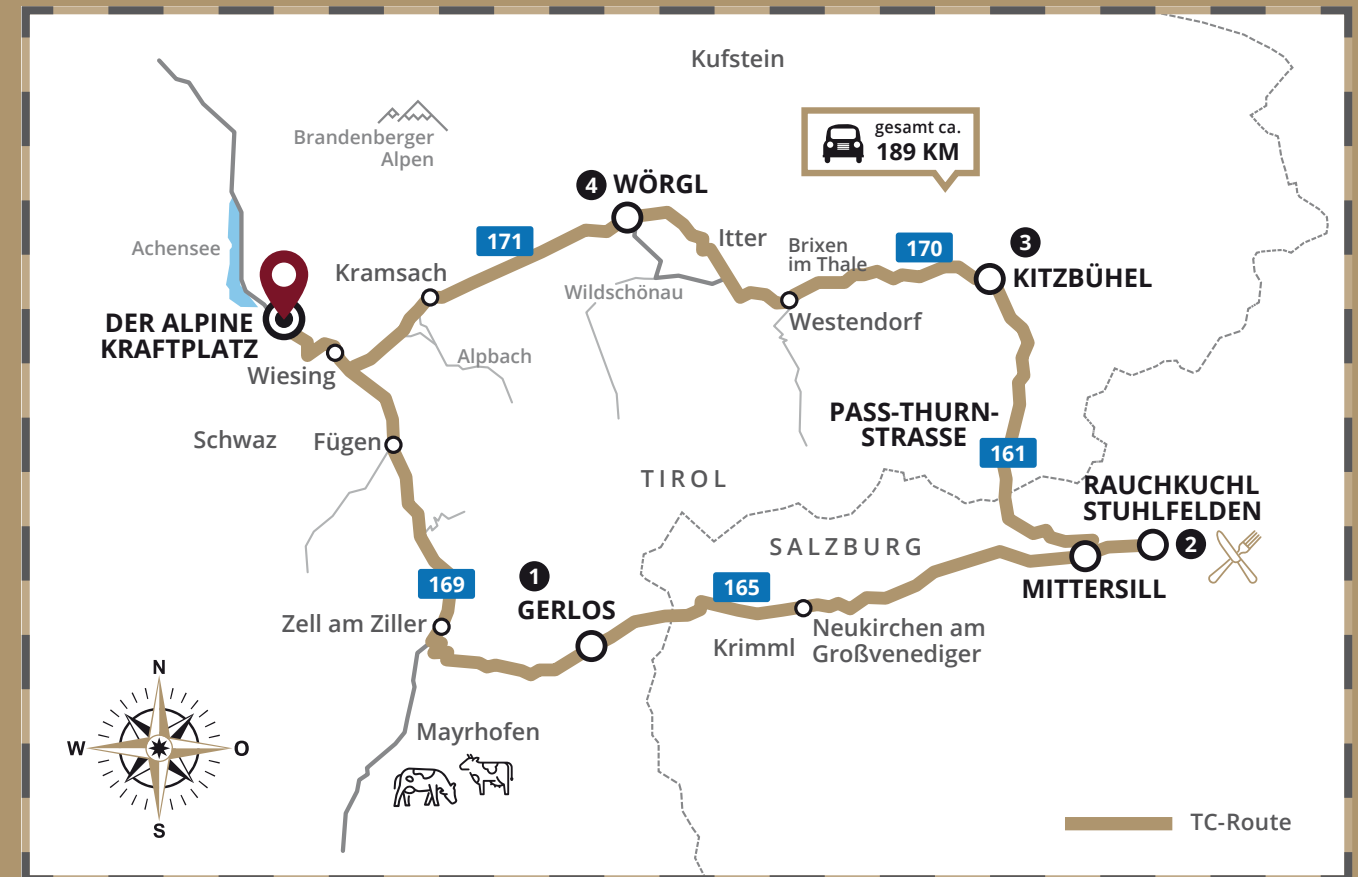 Kufstein
gesamt ca.
189 KM
Brandenberger
Alpen
4 WÖRGL
171
Itter
Achensee
Brixen
im Thale
170
3
KITZBÜHEL
Kramsach
Wildschönau
DER ALPINE
KRAFTPLATZ
Westendorf
Wiesing
Alpbach
PASS-THURN-
STRASSE
Schwaz
Fügen
161
TIROL
RAUCHKUCHL
STUHLFELDEN
2
SALZBURG
169
1
GERLOS
165
MITTERSILL
Zell am Ziller
Krimml
Neukirchen am
Großvenediger
N
W
O
S
Mayrhofen
TC-Route